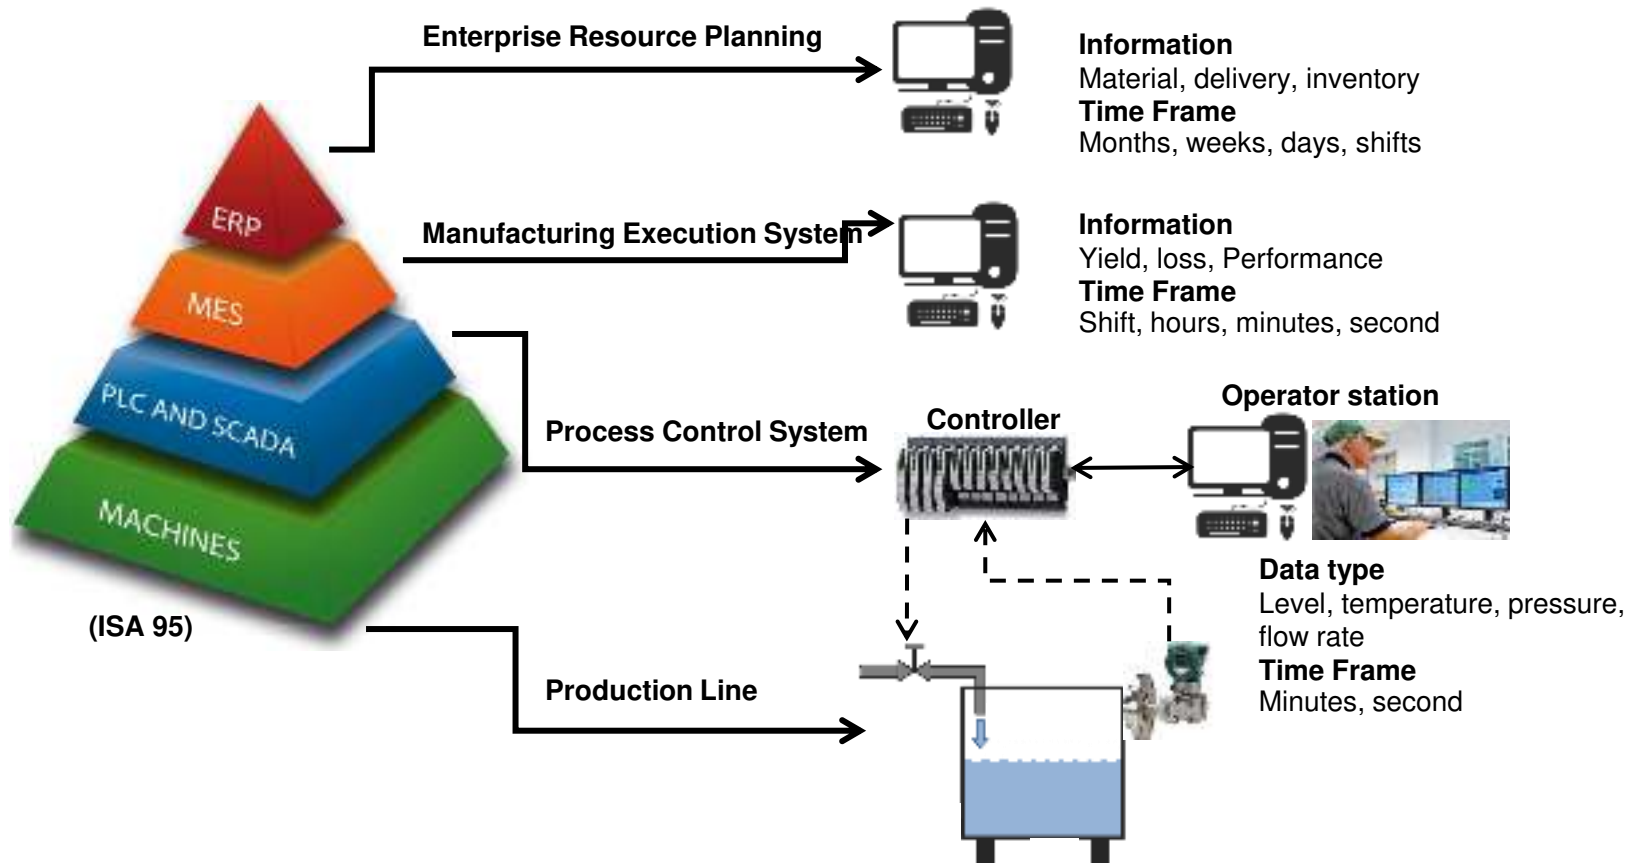 Enterprise Resource Planning
Information
Material, delivery, inventory
Time Frame
Months, weeks, days, shifts
ERP
Manufacturing Execution System
Information
Yield, loss, Performance
Time Frame
Shift, hours, minutes, second
MES
PLC AND SCADA
Process Control System
Controller
Operator station
MACHINES
Data type
Level, temperature, pressure,
flow rate
Time Frame
Minutes, second
(ISA 95)
Production Line